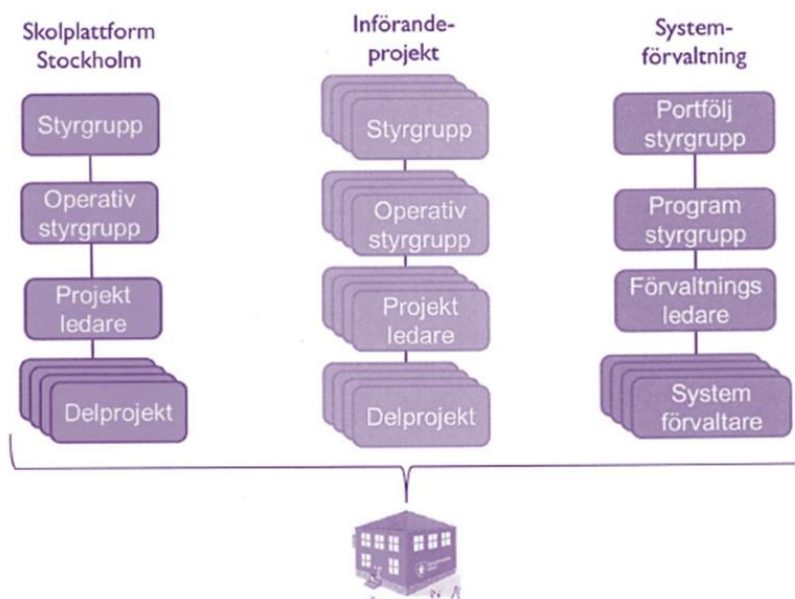 Skolplattform
Stockholm
Styrgrupp
Operativ
styrgrupp
Projekt
ledare
Delprojekt
Införande-
projekt
Styrgrupp
Operativ
styrgrupp
Projekt
ledare
Delprojekt
System-
förvaltning
Portfölj
styrgrupp
Program
styrgrupp
Förvaltnings
ledare
System
förvaltare